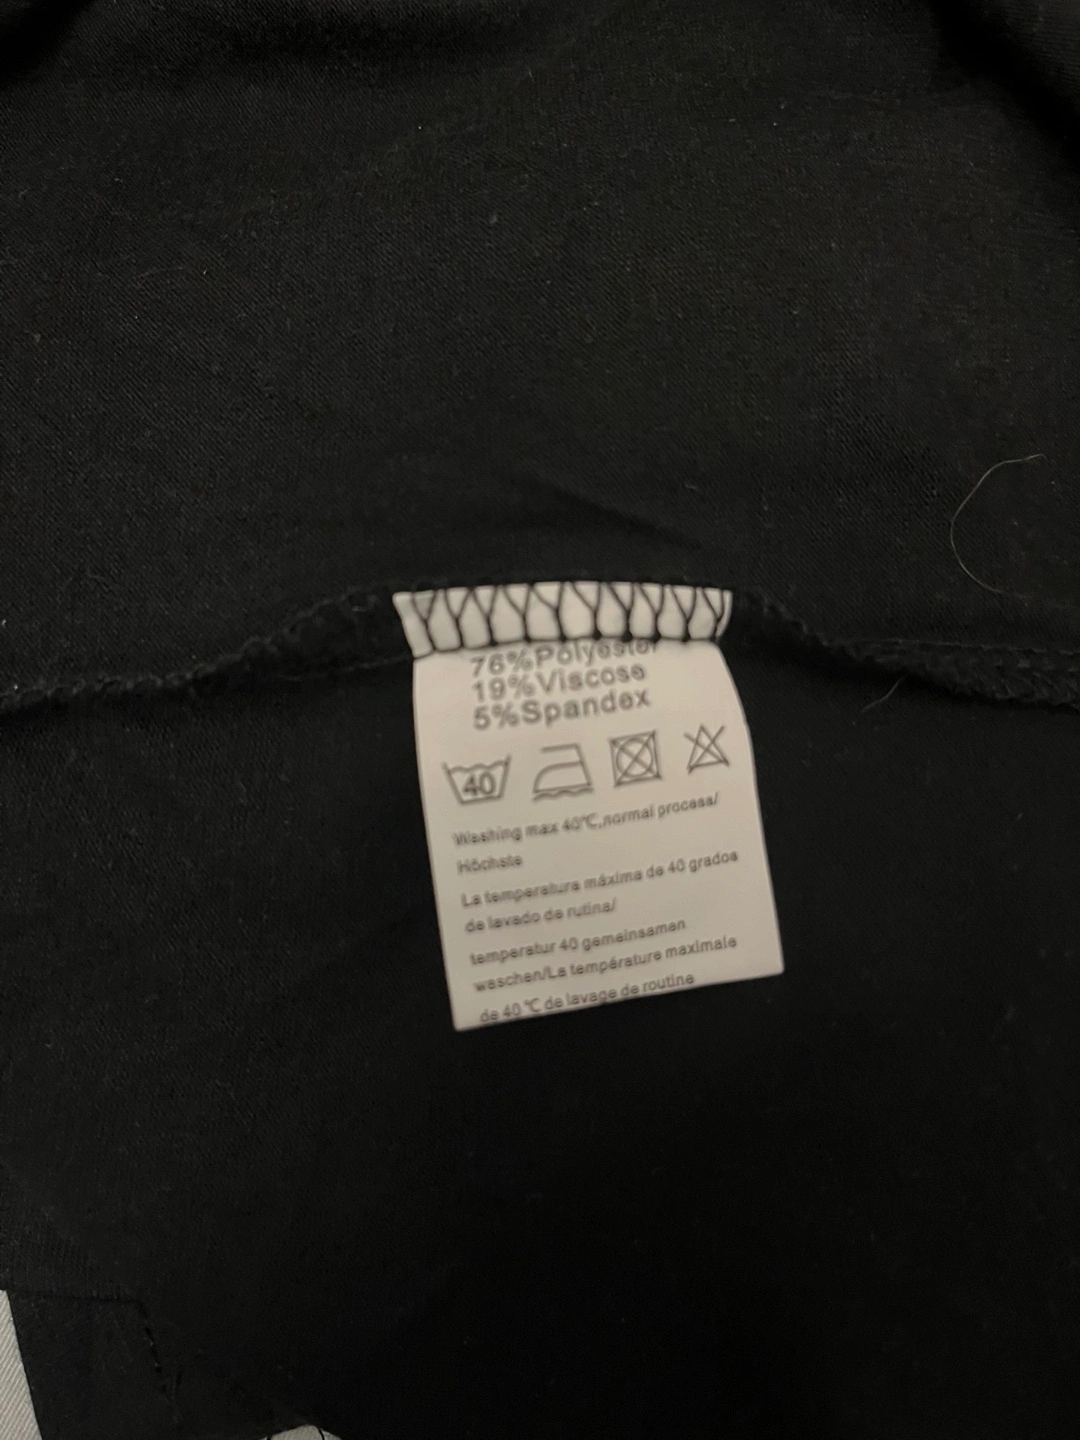 76%Polyester
19%Viscose
5%Spandex
40
Washing max 40℃,normal process/
Höchste
La temperatura máxima de 40 grados
de lavado de rutina/
temperatur 40 gemeinsamen
waschen/La température maximale
de 40 ℃ de lavage de routine